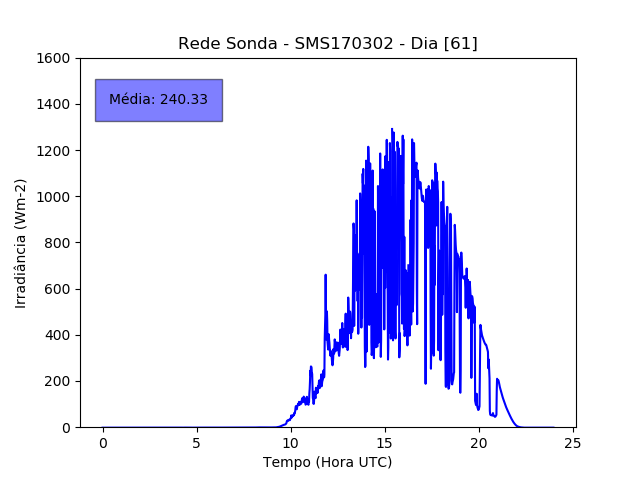 Rede Sonda - SMS170302 - Dia [61]
1600
1400
1200
1000
800
600
400
200
0
Média: 240.33
Irradiância (Wm-2)
0 5 10 15 20 25
Tempo (Hora UTC)